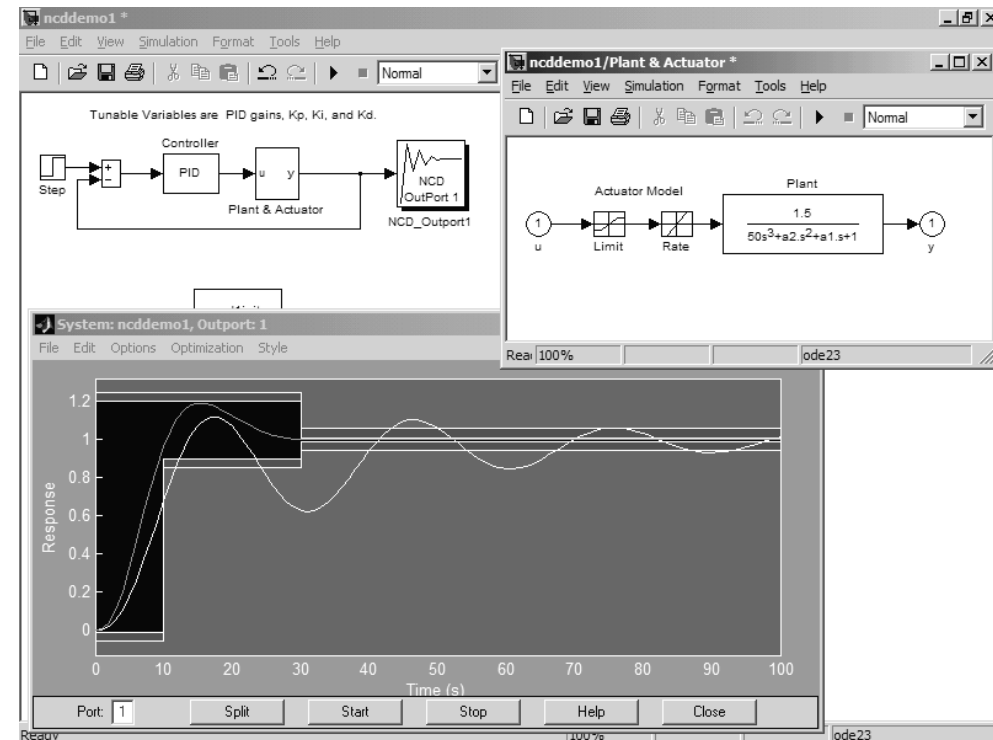 ncddemo1 *
File Edit View Simulation Format Tools Help
Normal
Tunable Variables are PID gains, Kp, Ki, and Kd.
Controller
Step
+
−
PID
u y
Plant & Actuator
NCD
OutPort 1
NCD_Outport1
ncddemo1/Plant & Actuator *
File Edit View Simulation Format Tools Help
Normal
Actuator Model
Plant
1
u
Limit
Rate
1.5
50s3+a2.s2+a1.s+1
1
y
100%
ode23
System: ncddemo1, Outport: 1
File Edit Options Optimization Style
1.2
1
0.8
0.6
0.4
0.2
0
Response
0 10 20 30 40 50 60 70 80 90 100
Time (s)
Port: 1 Split Start Stop Help Close
Ready 100% ode23